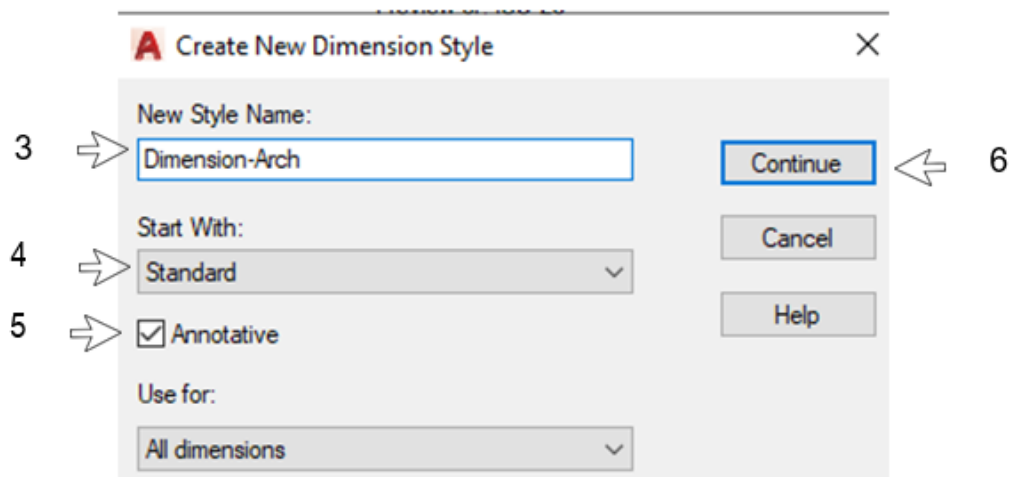 Create New Dimension Style
New Style Name:
3
Dimension-Arch
Continue
6
Start With:
Cancel
4
Standard
Help
5
Annotative
Use for:
All dimensions